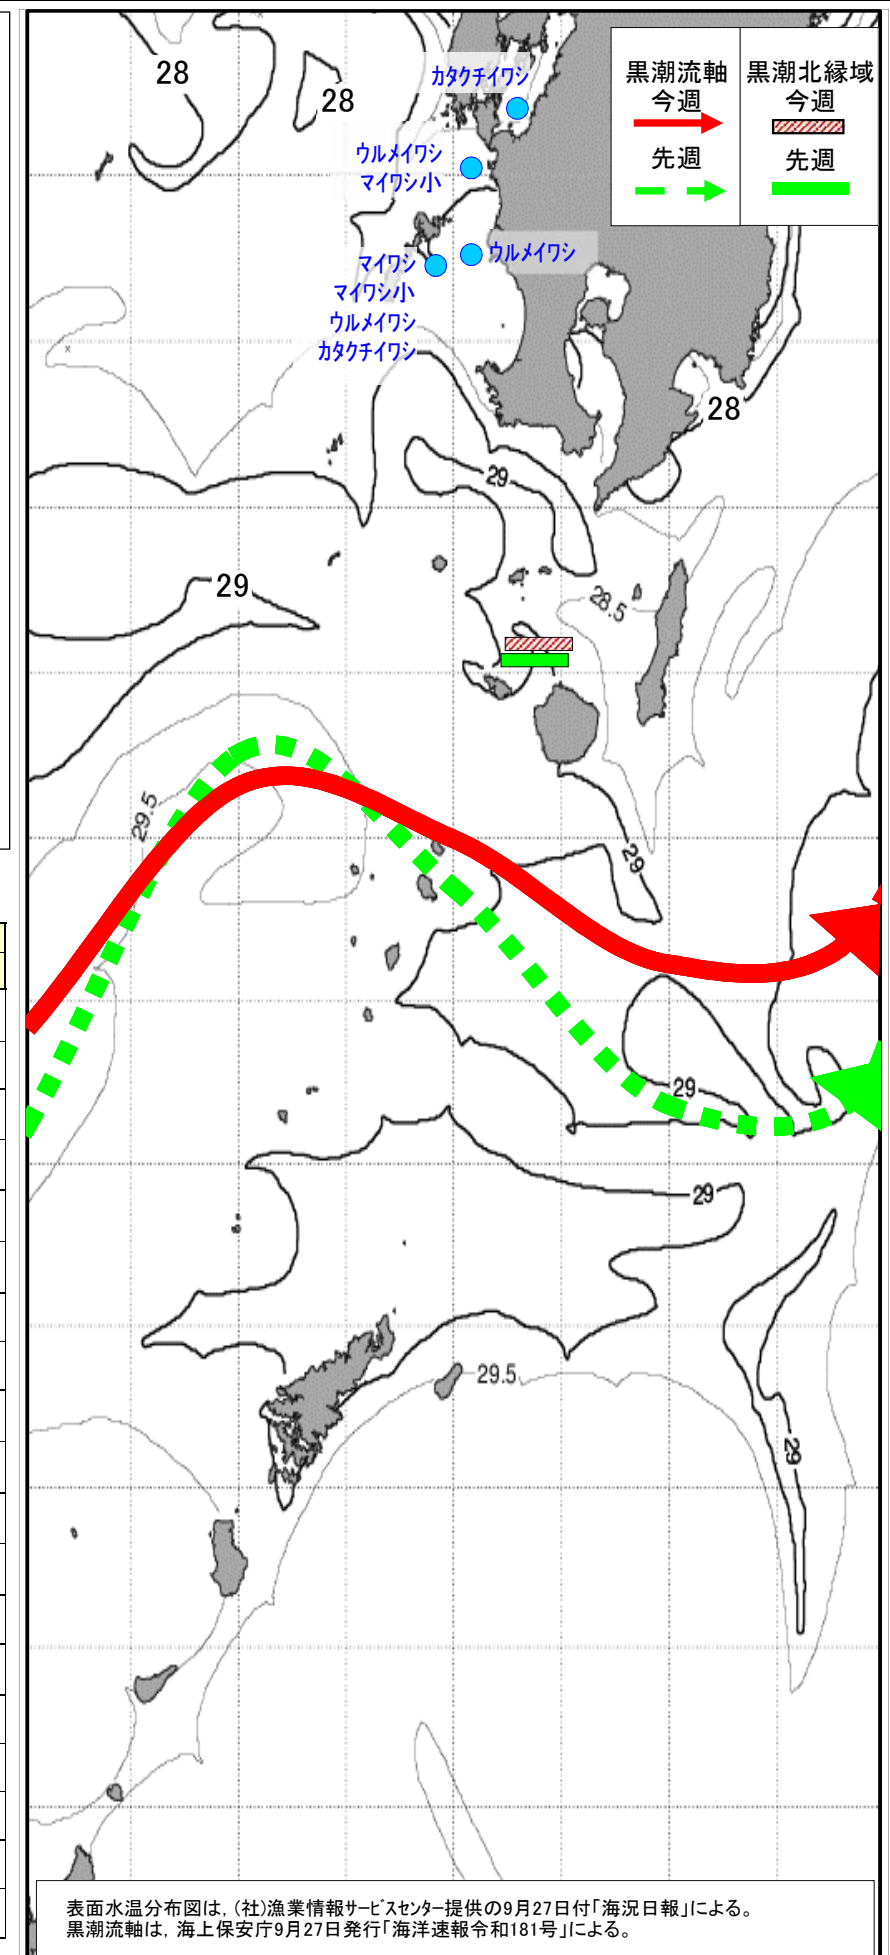 28
28
カタクチイワシ
ウルメイワシ
マイワシ小
ウルメイワシ
マイワシ
マイワシ小
ウルメイワシ
カタクチイワシ
黒潮流軸
今週
先週
黒潮北縁域
今週
先週
28
29
29
28.5
29.5
29
29
29
29.5
29
表面水温分布図は, (社)漁業情報サービスセンター提供の9月27日付「海況日報」による。
黒潮流軸は, 海上保安庁9月27日発行「海洋速報令和181号」による。